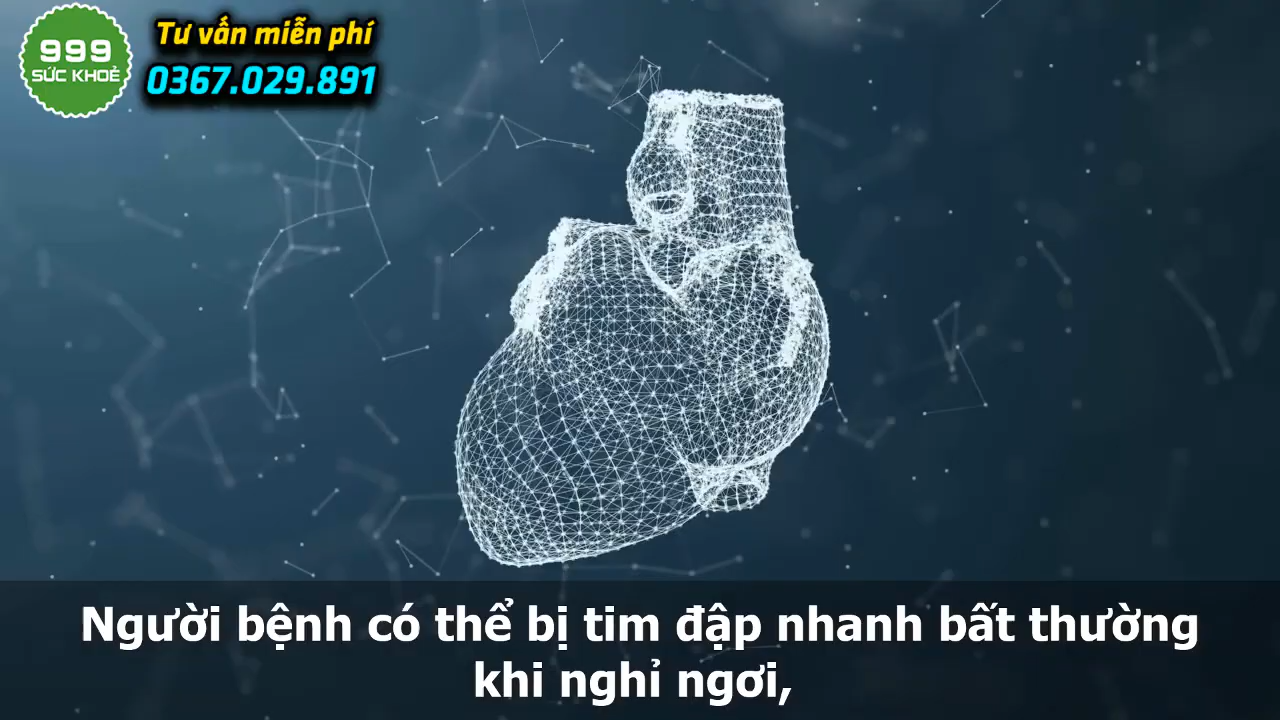 999
SỨC KHOẺ
Tư vấn miễn phí
0367.029.891
Người bệnh có thể bị tim đập nhanh bất thường
khi nghỉ ngơi,